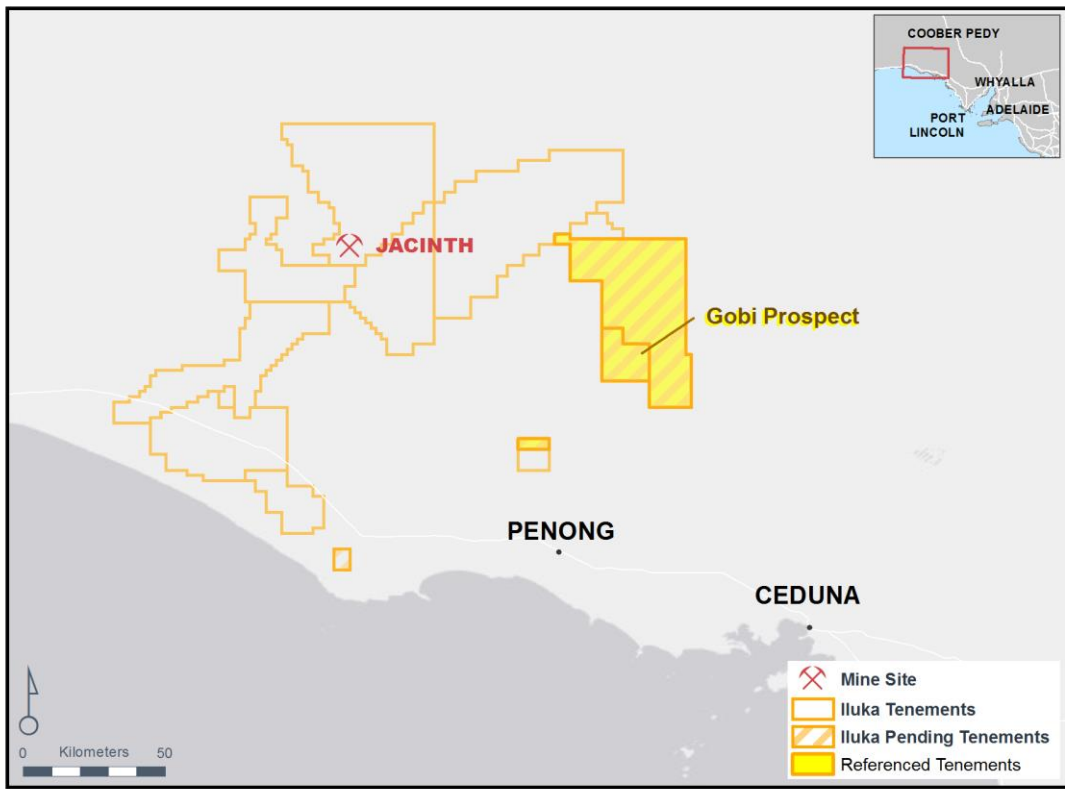 COOBER PEDY
WHYALLA
ADELAIDE
PORT
LINCOLN
JACINTH
Gobi Prospect
PENONG
CEDUNA
Mine Site
Iluka Tenements
Iluka Pending Tenements
Referenced Tenements
0 Kilometers 50